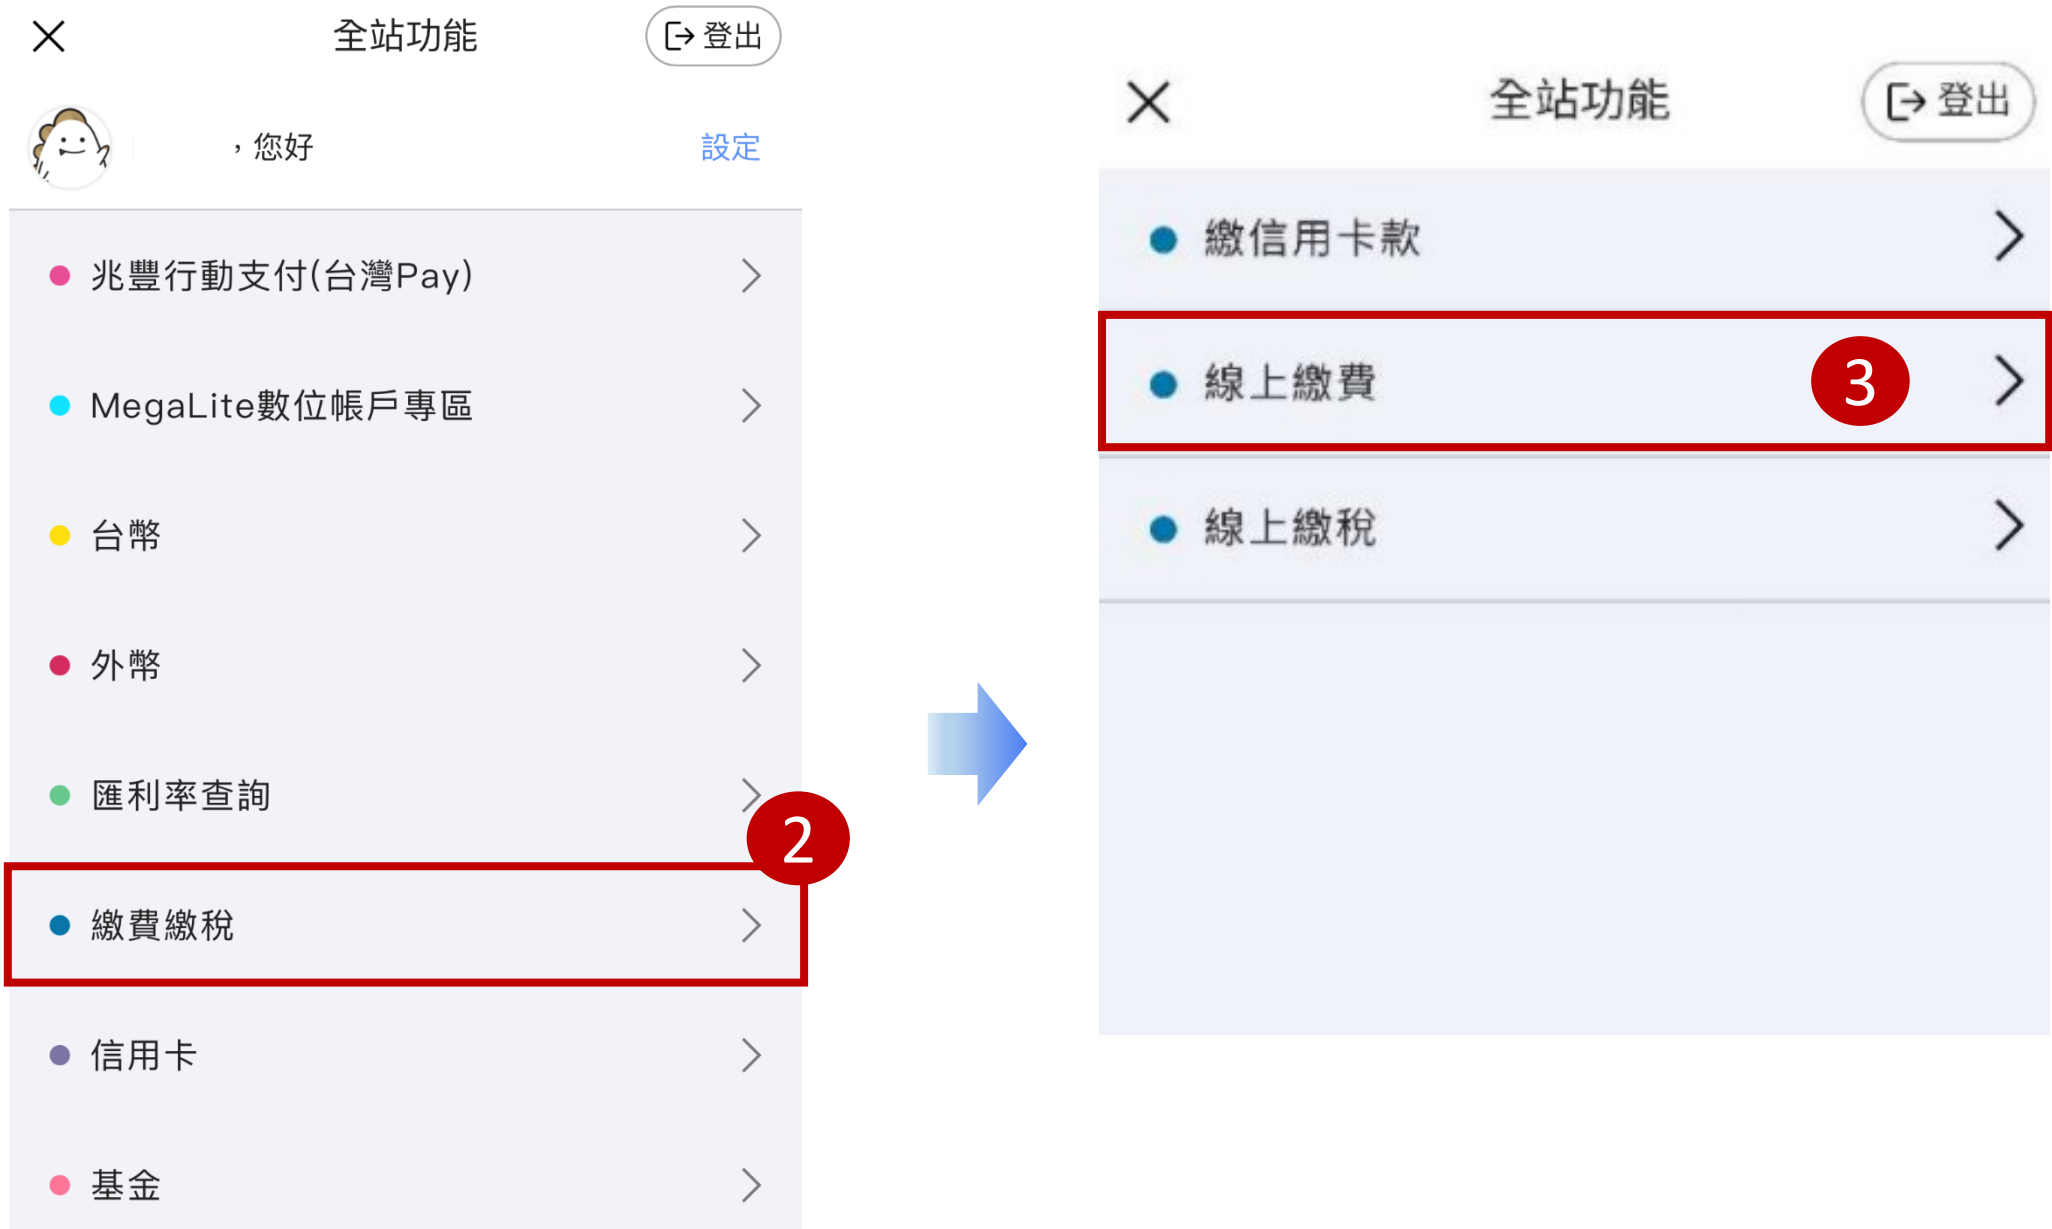 全站功能
登出
，您好
設定
兆豐行動支付(台灣Pay)
MegaLite數位帳戶專區
台幣
外幣
匯利率查詢
2
繳費繳稅
信用卡
基金
全站功能
登出
繳信用卡款
線上繳費
3
線上繳稅